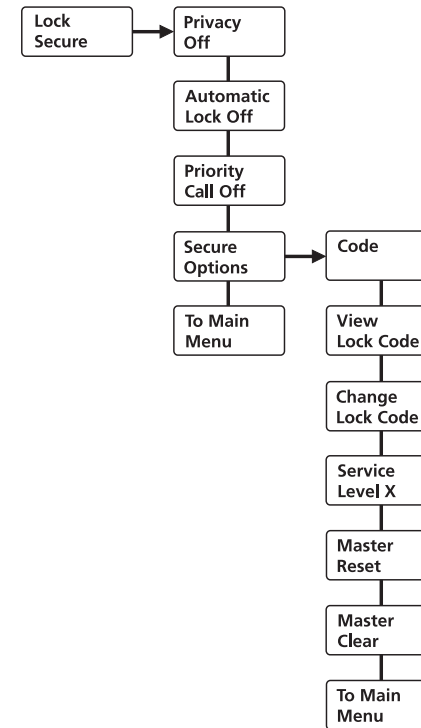 Lock
Secure
Privacy
Off
Automatic
Lock Off
Priority
Call Off
Secure
Options
To Main
Menu
Code
View
Lock Code
Change
Lock Code
Service
Level X
Master
Reset
Master
Clear
To Main
Menu